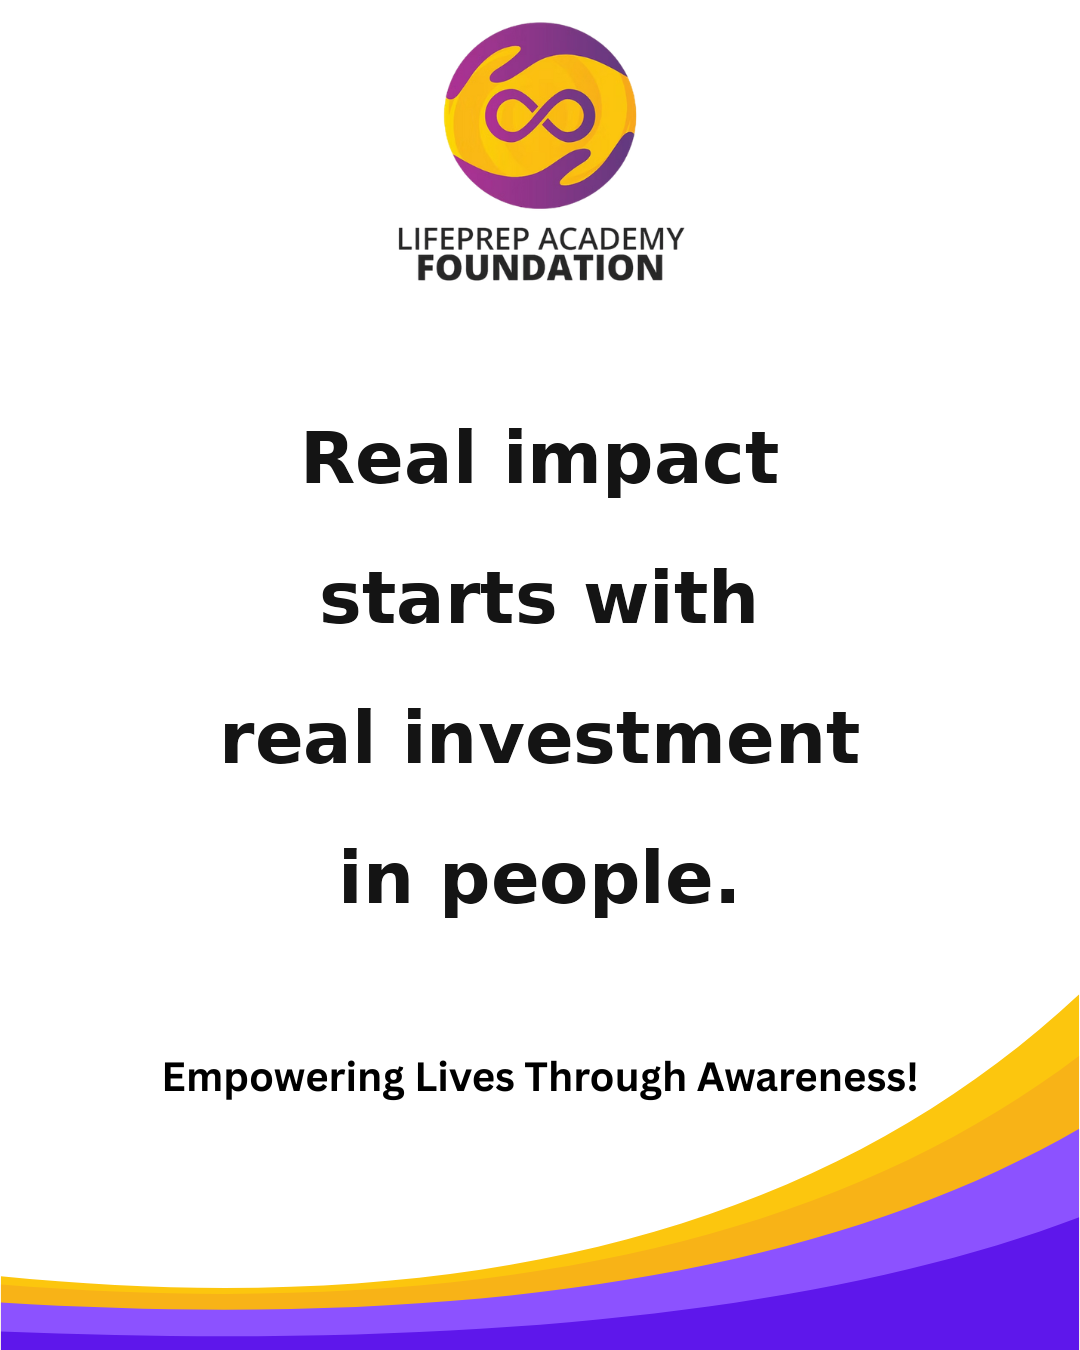 LIFEPREP ACADEMY
FOUNDATION
Real impact
starts with
real investment
in people.
Empowering Lives Through Awareness!